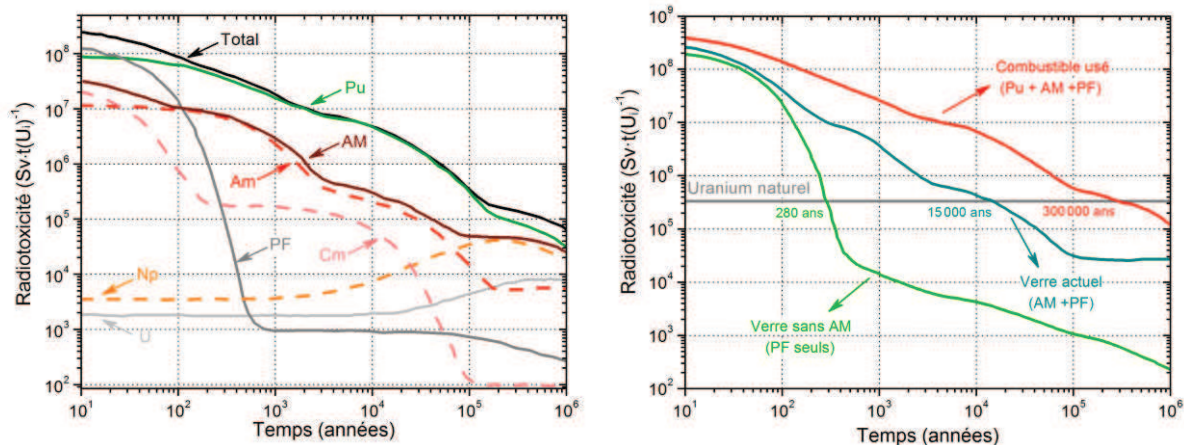 Radiotoxicité (Sv·t(Uᵢ)⁻¹)
10⁸
10⁷
10⁶
10⁵
10⁴
10³
10²
Total
Pu
AM
Am
PF
Cm
Np
U
10¹ 10² 10³ 10⁴ 10⁵ 10⁶
Temps (années)
Radiotoxicité (Sv·t(Uᵢ)⁻¹)
10⁹
10⁸
10⁷
10⁶
10⁵
10⁴
10³
10²
Combustible usé
(Pu + AM +PF)
Uranium naturel
280 ans
15 000 ans
300 000 ans
Verre actuel
(AM +PF)
Verre sans AM
(PF seuls)
10¹ 10² 10³ 10⁴ 10⁵ 10⁶
Temps (années)